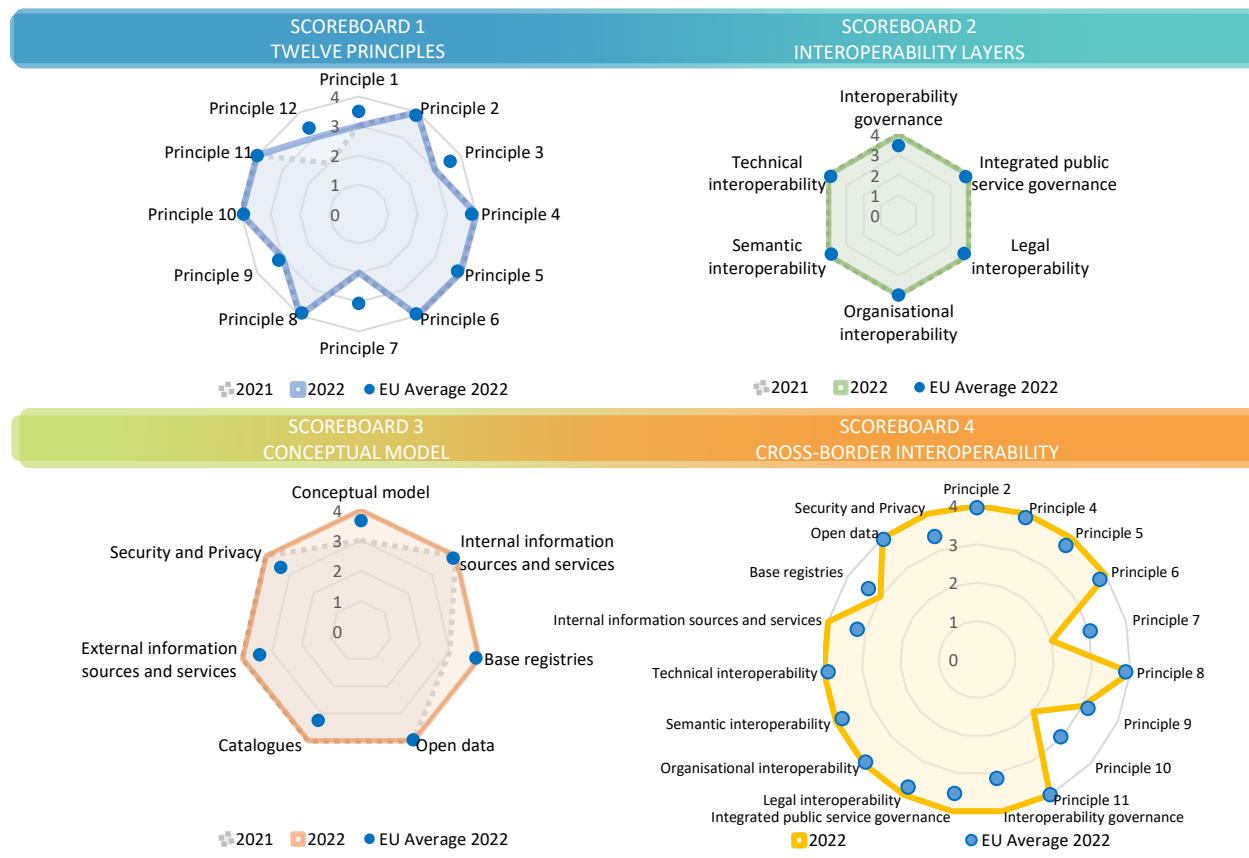 SCOREBOARD 1
TWELVE PRINCIPLES
SCOREBOARD 2
INTEROPERABILITY LAYERS
Principle 1
Principle 2
Principle 3
Principle 4
Principle 5
Principle 6
Principle 7
Principle 8
Principle 9
Principle 10
Principle 11
Principle 12
4
3
2
1
0
2021
2022
EU Average 2022
Interoperability
governance
Integrated public
service governance
Legal
interoperability
Organisational
interoperability
Semantic
interoperability
Technical
interoperability
4
3
2
1
0
2021
2022
EU Average 2022
SCOREBOARD 3
CONCEPTUAL MODEL
SCOREBOARD 4
CROSS-BORDER INTEROPERABILITY
Conceptual model
Internal information
sources and services
Base registries
Open data
Catalogues
External information
sources and services
Security and Privacy
4
3
2
1
0
2021
2022
EU Average 2022
Principle 2
Principle 4
Principle 5
Principle 6
Principle 7
Principle 8
Principle 9
Principle 10
Principle 11
Interoperability governance
Integrated public service governance
Legal interoperability
Organisational interoperability
Semantic interoperability
Technical interoperability
Internal information sources and services
Base registries
Open data
Security and Privacy
4
3
2
1
0
2022
EU Average 2022